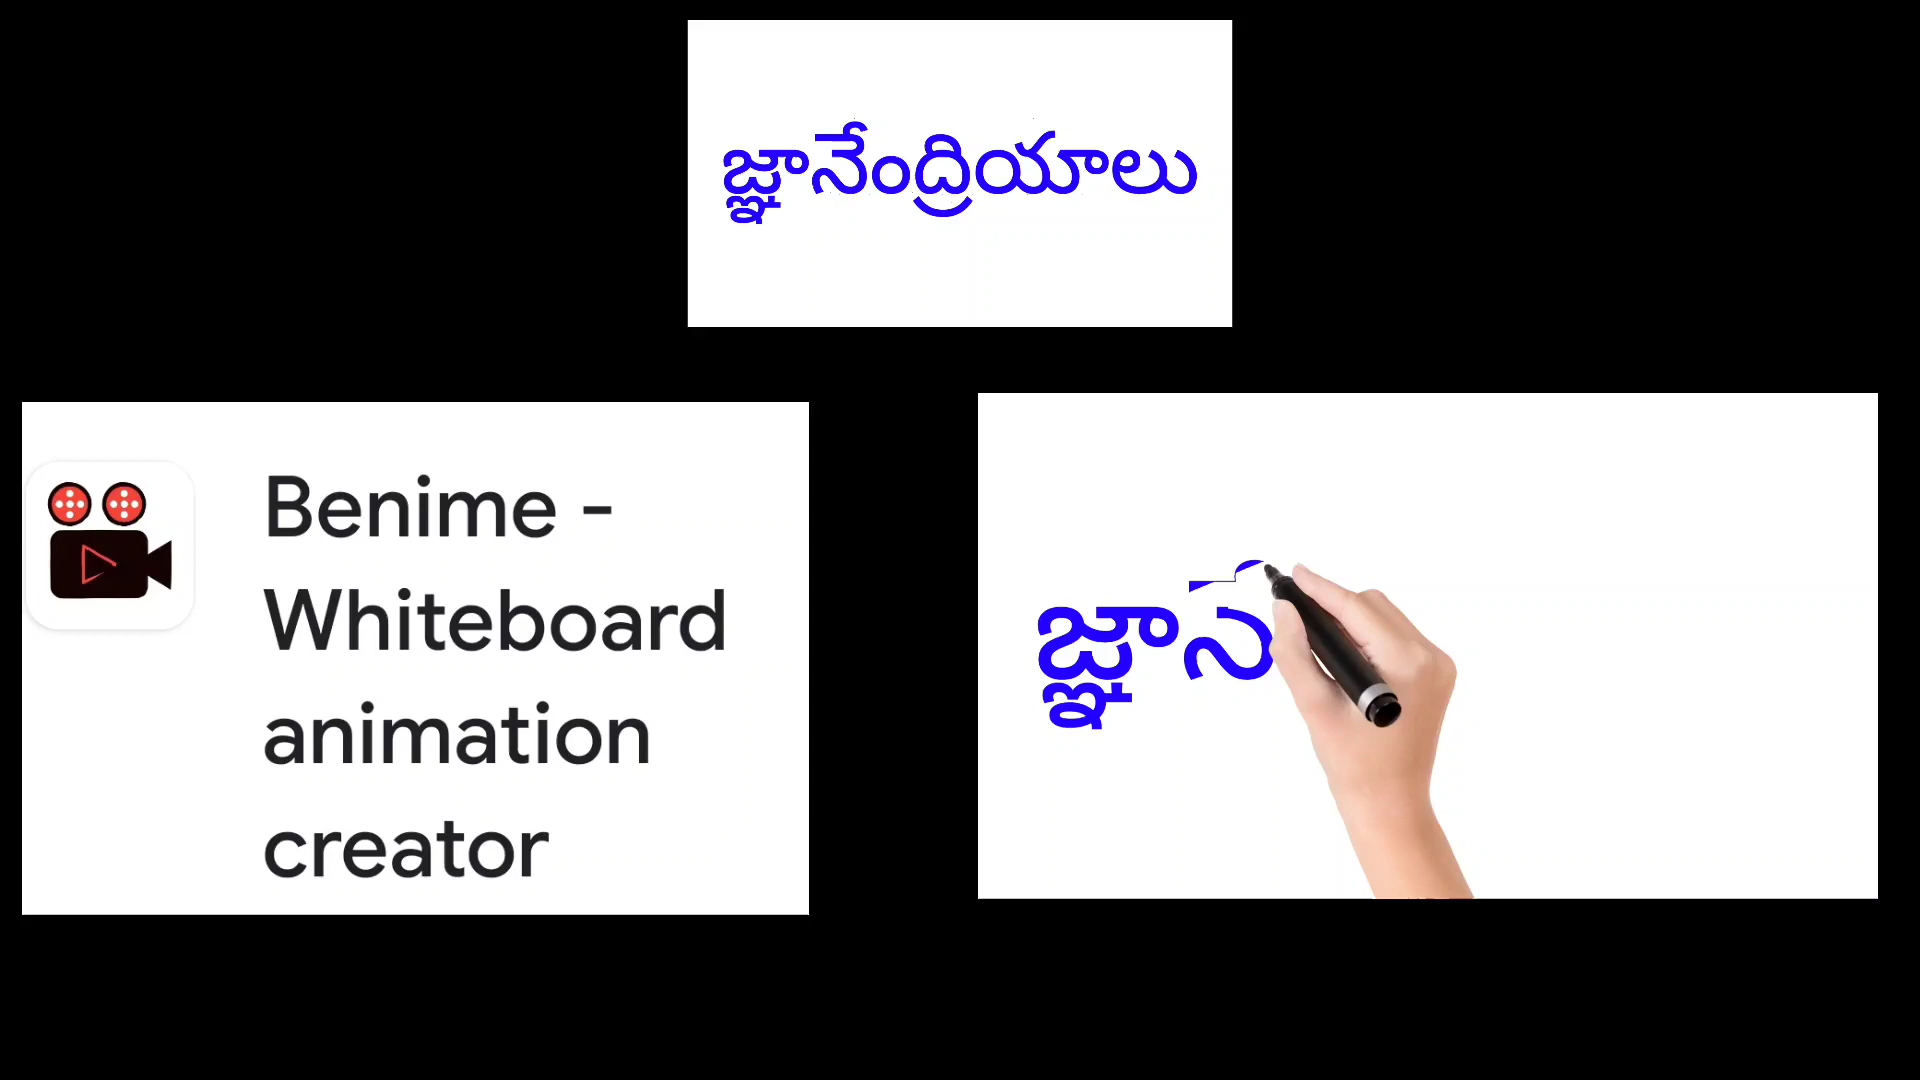 జ్ఞానేంద్రియాలు
Benime -
Whiteboard
animation
creator
జ్ఞానే